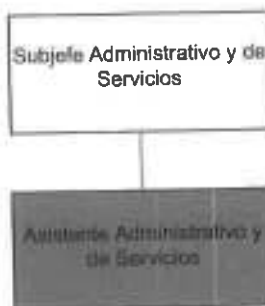 Subjefe Administrativo y de
Servicios
Asistente Administrativo y
de Servicios